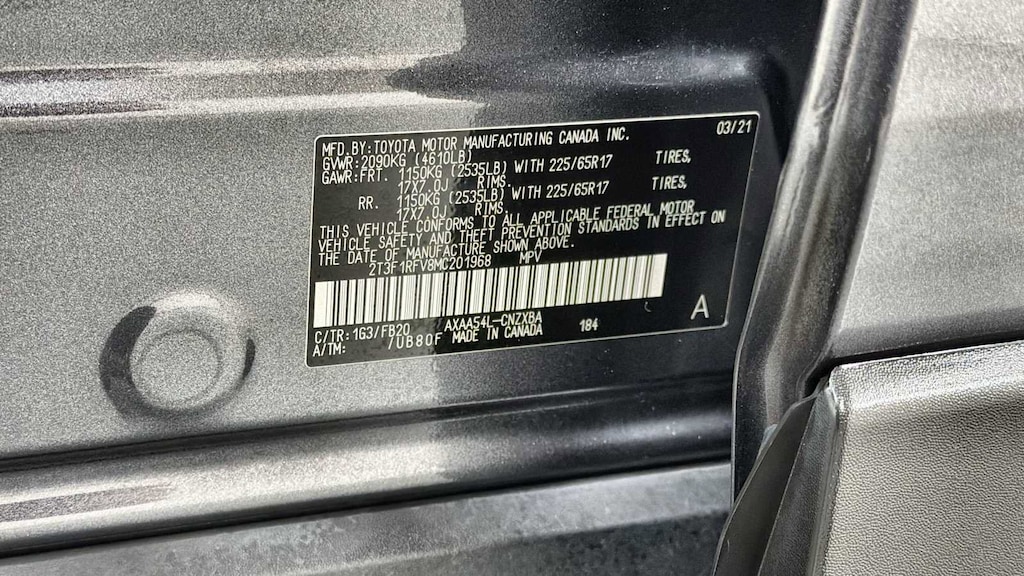 MFD.BY:TOYOTA MOTOR MANUFACTURING CANADA INC. 03/21
GVWR:2090KG (4610LB)
GAWR:FRT. 1150KG (2535LB) WITH 225/65R17 TIRES,
17X7.0J RIMS.
RR. 1150KG (2535LB) WITH 225/65R17 TIRES,
17X7.0J RIMS.
THIS VEHICLE CONFORMS TO ALL APPLICABLE FEDERAL MOTOR
VEHICLE SAFETY AND THEFT PREVENTION STANDARDS IN EFFECT ON
THE DATE OF MANUFACTURE SHOWN ABOVE.
2T3F1RFV8MC201968 MPV
C/TR:1G3/FB20 AXAA54L-CNZXBA 184 A
A/TM: /UB80F MADE IN CANADA